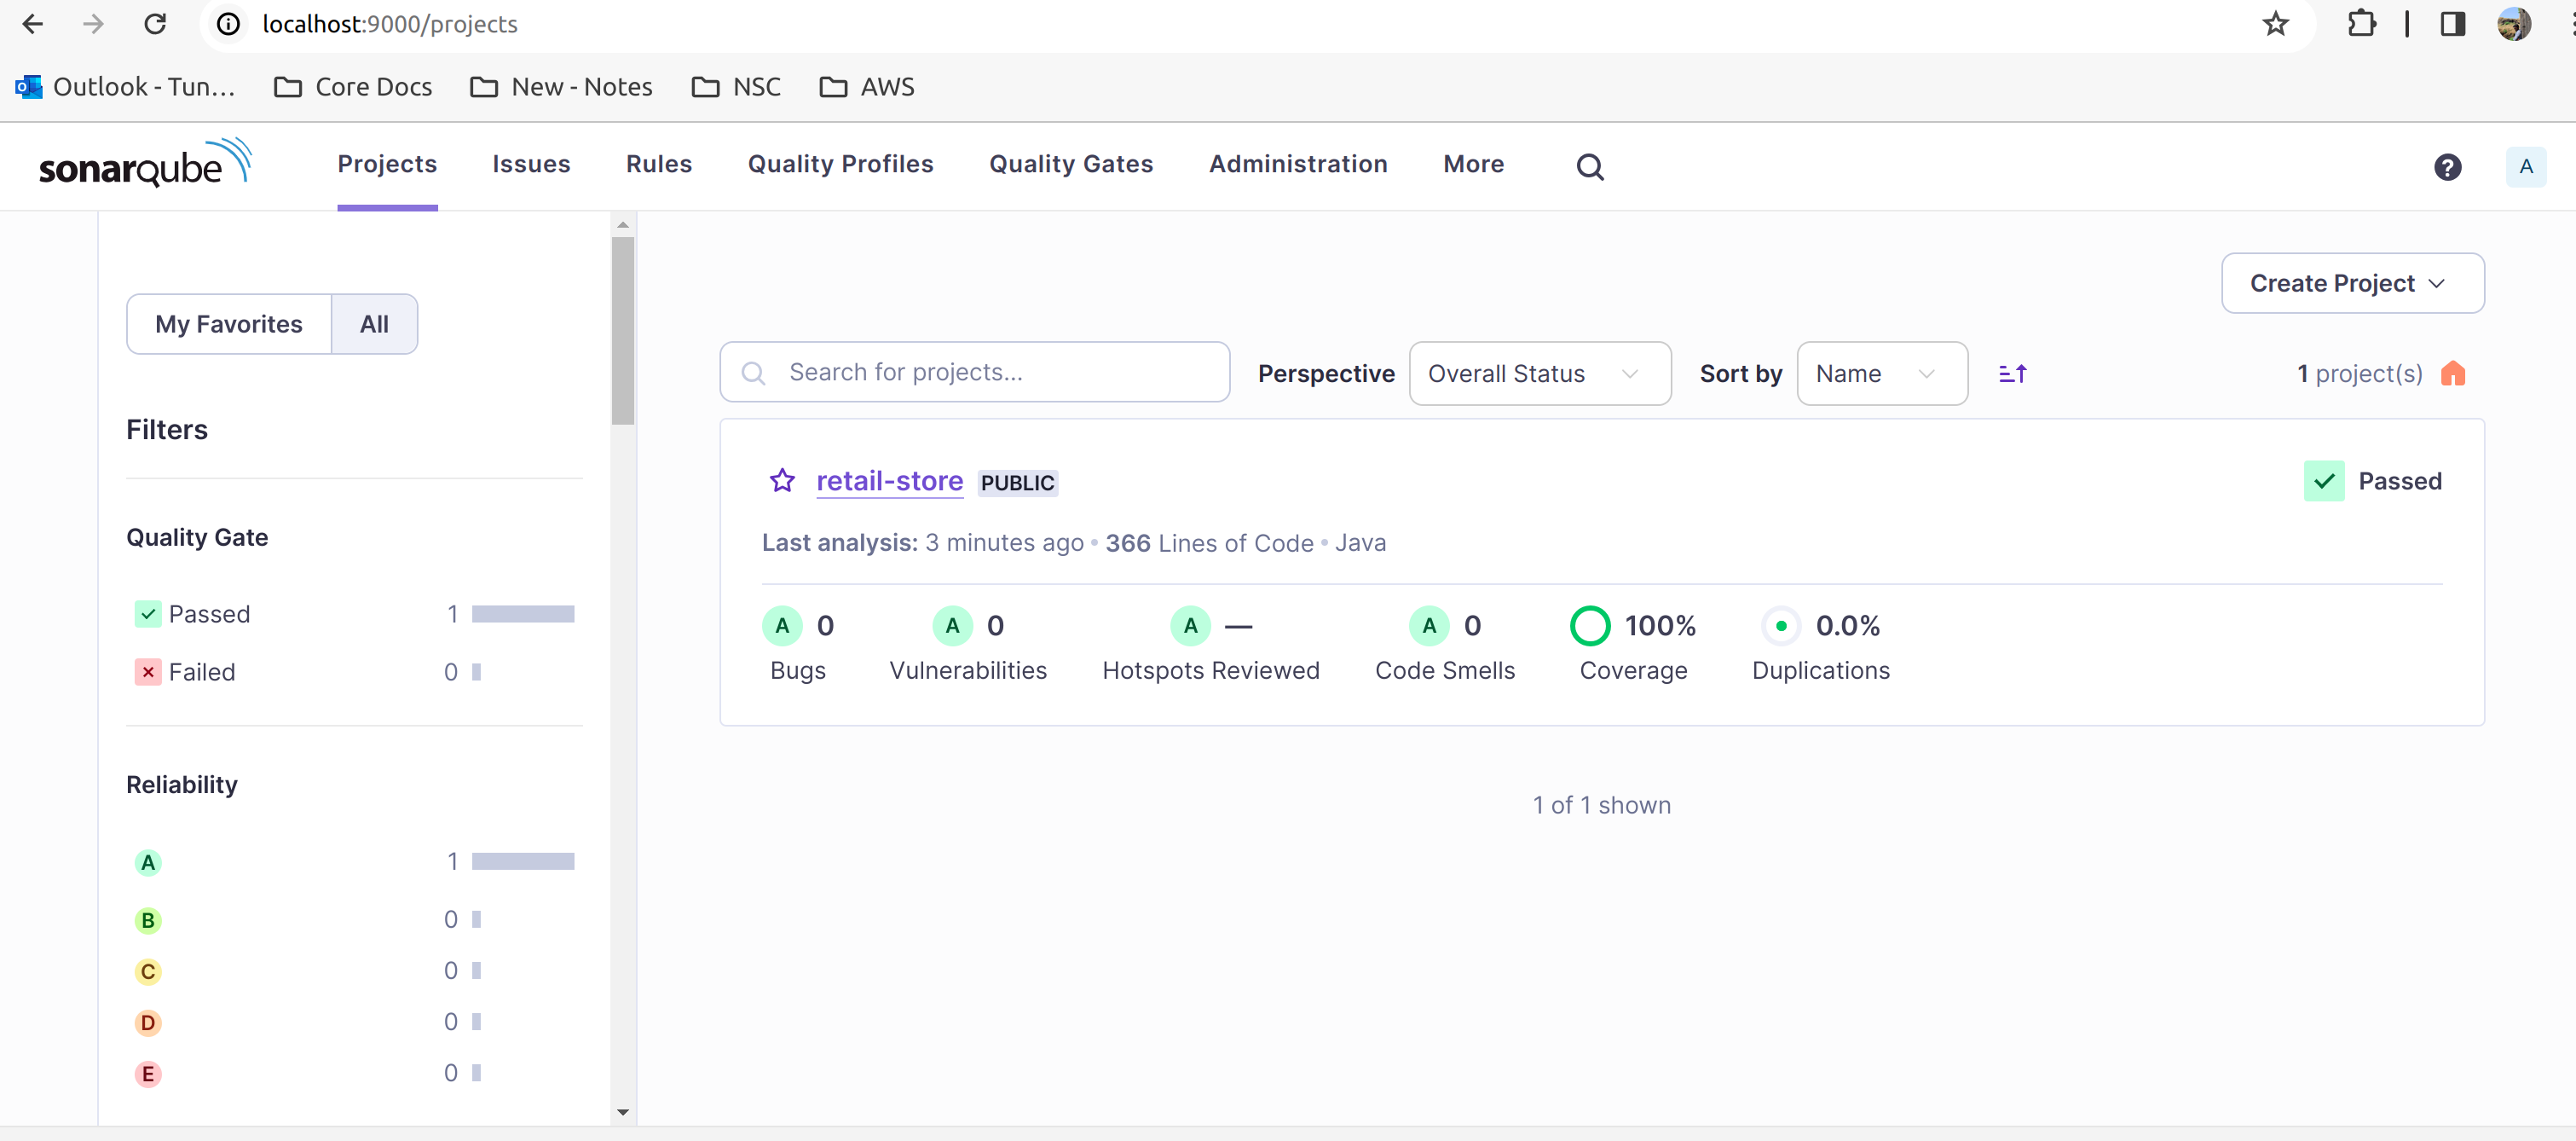 localhost:9000/projects
Outlook - Tun...
Core Docs
New - Notes
NSC
AWS
sonarqube
Projects
Issues
Rules
Quality Profiles
Quality Gates
Administration
More
?
A
My Favorites
All
Filters
Quality Gate
Passed 1
Failed 0
Reliability
A 1
B 0
C 0
D 0
E 0
Create Project
Search for projects...
Perspective
Overall Status
Sort by
Name
1 project(s)
retail-store PUBLIC
Passed
Last analysis: 3 minutes ago • 366 Lines of Code • Java
A 0
Bugs
A 0
Vulnerabilities
A —
Hotspots Reviewed
A 0
Code Smells
100%
Coverage
0.0%
Duplications
1 of 1 shown